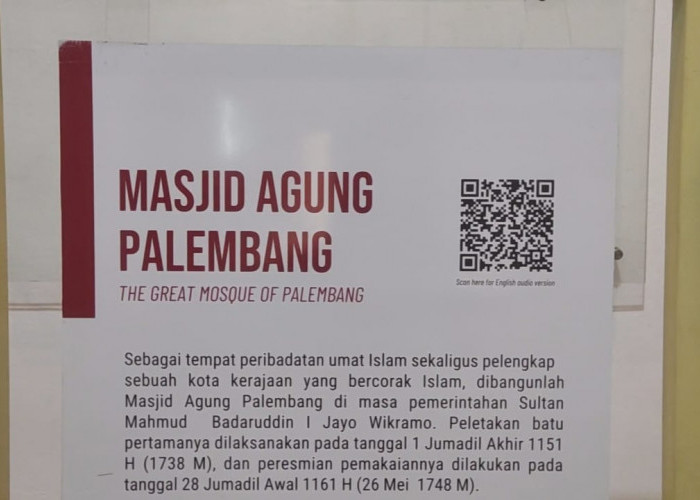 MASJID AGUNG
PALEMBANG
THE GREAT MOSQUE OF PALEMBANG
Scan here for English audio version
Sebagai tempat peribadatan umat Islam sekaligus pelengkap
sebuah kota kerajaan yang bercorak Islam, dibangunlah
Masjid Agung Palembang di masa pemerintahan Sultan
Mahmud Badaruddin I Jayo Wikramo. Peletakan batu
pertamanya dilaksanakan pada tanggal 1 Jumadil Akhir 1151
H (1738 M), dan peresmian pemakaiannya dilakukan pada
tanggal 28 Jumadil Awal 1161 H (26 Mei 1748 M).